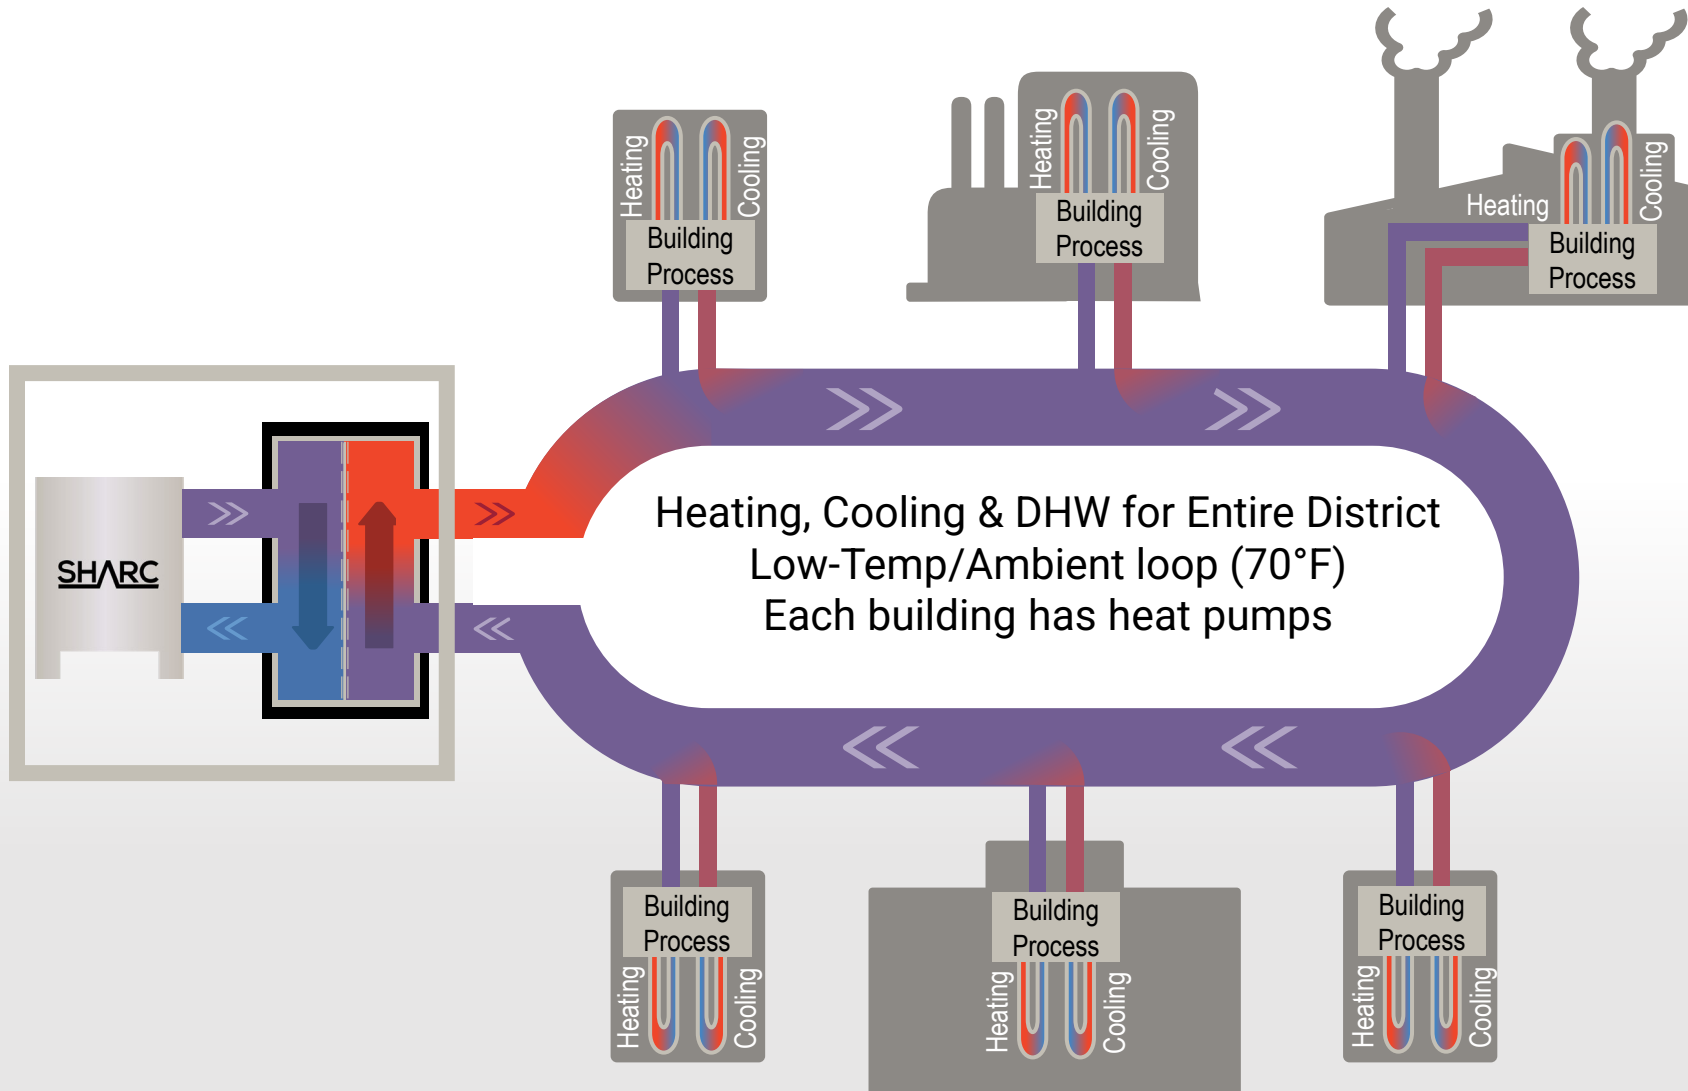 Heating
Cooling
Building
Process
Heating
Cooling
Building
Process
Heating
Cooling
Building
Process
SHARC
Heating, Cooling & DHW for Entire District
Low-Temp/Ambient loop (70°F)
Each building has heat pumps
Building
Process
Heating
Cooling
Building
Process
Heating
Cooling
Building
Process
Heating
Cooling